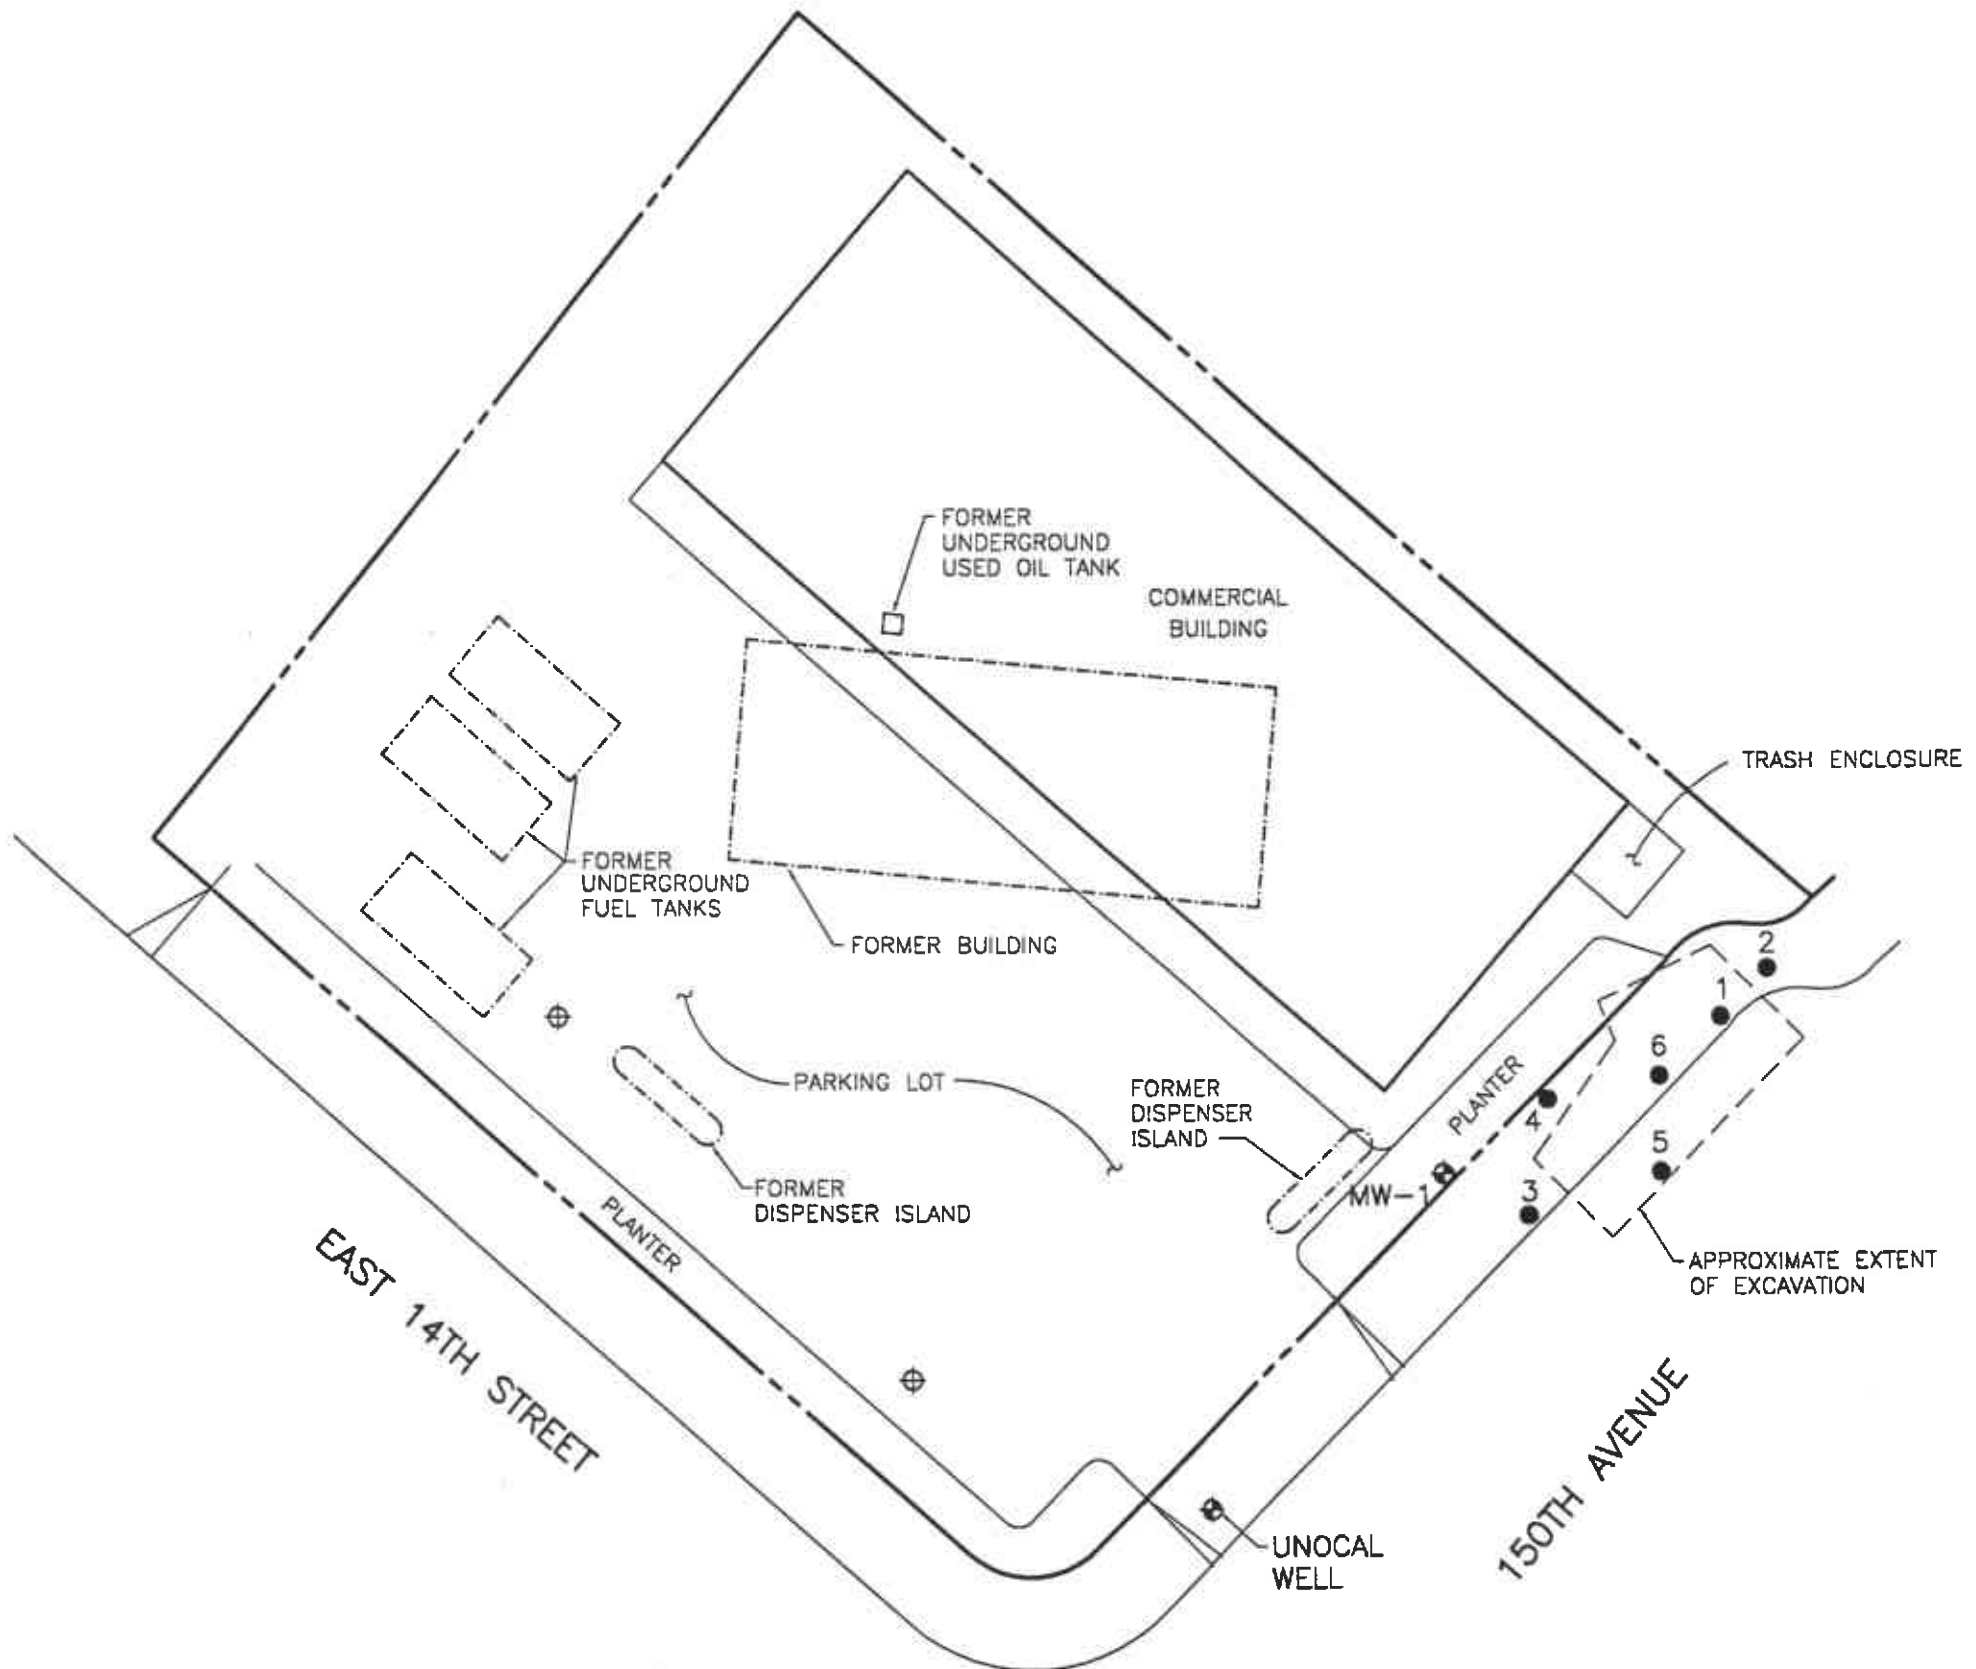 FORMER
UNDERGROUND
USED OIL TANK
COMMERCIAL
BUILDING
TRASH ENCLOSURE
FORMER
UNDERGROUND
FUEL TANKS
FORMER BUILDING
2
1
6
PARKING LOT
FORMER
DISPENSER
ISLAND
PLANTER
4
5
MW-1
3
FORMER
DISPENSER ISLAND
PLANTER
APPROXIMATE EXTENT
OF EXCAVATION
EAST 14TH STREET
150TH AVENUE
UNOCAL
WELL